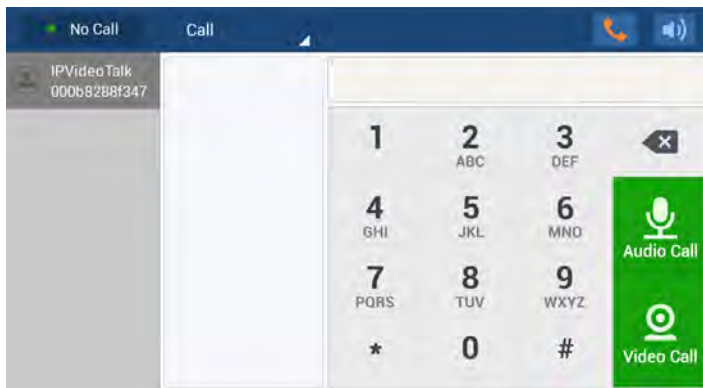 No Call
Call
IPVideoTalk
000b8288f347
1
2
3
ABC
DEF
4
5
6
GHI
JKL
MNO
Audio Call
7
8
9
PQRS
TUV
WXYZ
*
0
#
Video Call